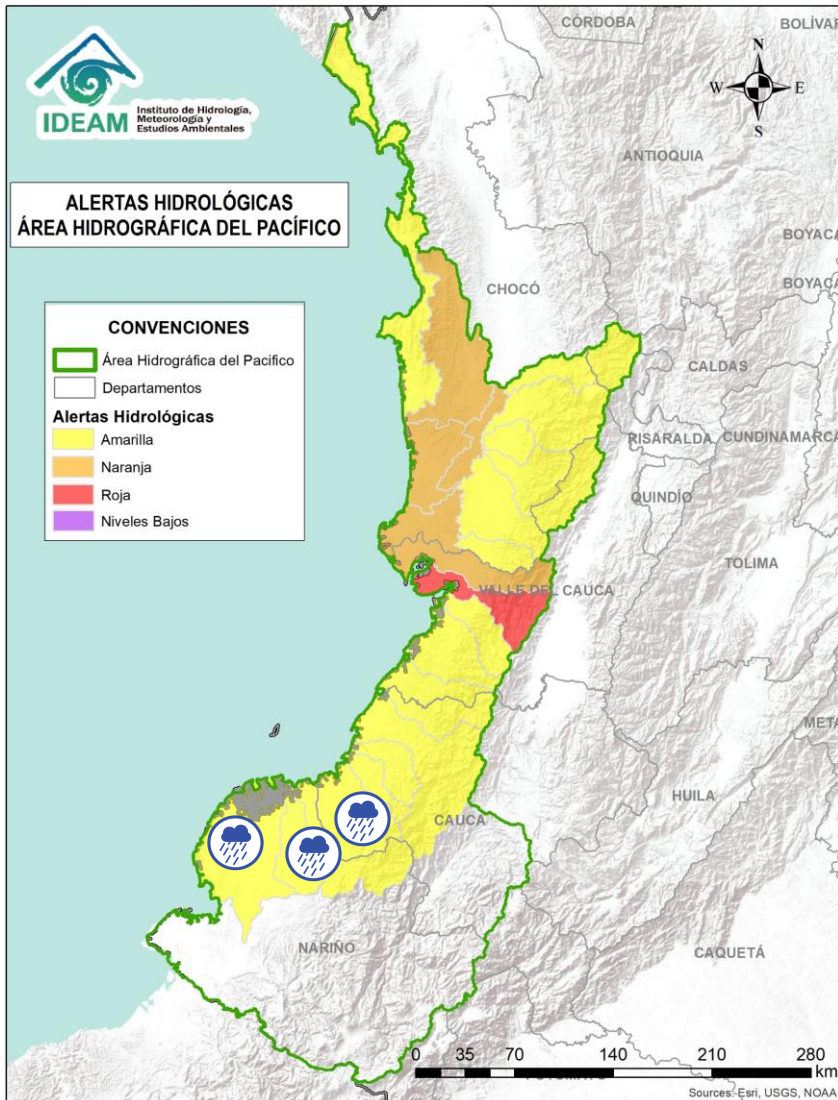 CÓRDOBA
BOLÍVAR
N
W
E
S
IDEAM
Instituto de Hidrología,
Meteorología y
Estudios Ambientales
ANTIOQUIA
ALERTAS HIDROLÓGICAS
ÁREA HIDROGRÁFICA DEL PACÍFICO
BOYACÁ
BOYACÁ
CHOCÓ
CONVENCIONES
Área Hidrográfica del Pacifico
Departamentos
Alertas Hidrológicas
Amarilla
Naranja
Roja
Niveles Bajos
CALDAS
RISARALDA
CUNDINAMARCA
QUINDÍO
TOLIMA
VALLE DEL CAUCA
META
HUILA
CAUCA
NARIÑO
CAQUETÁ
0 35 70 140 210 280
km
Sources: Esri, USGS, NOAA